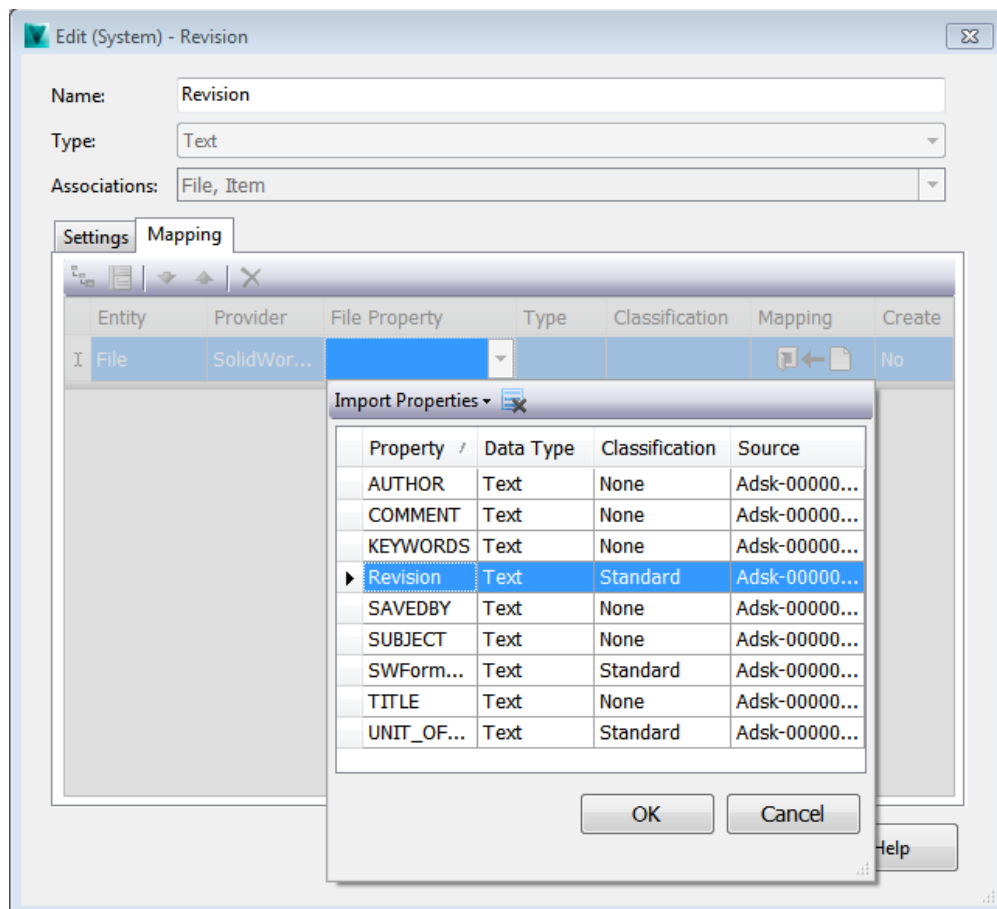 Edit (System) - Revision
Name: Revision
Type: Text
Associations: File, Item
Settings Mapping
Entity Provider File Property Type Classification Mapping Create
File SolidWor... No
Import Properties
Property Data Type Classification Source
AUTHOR Text None Adsk-00000...
COMMENT Text None Adsk-00000...
KEYWORDS Text None Adsk-00000...
Revision Text Standard Adsk-00000...
SAVEDBY Text None Adsk-00000...
SUBJECT Text None Adsk-00000...
SWForm... Text Standard Adsk-00000...
TITLE Text None Adsk-00000...
UNIT_OF... Text Standard Adsk-00000...
OK Cancel
Help